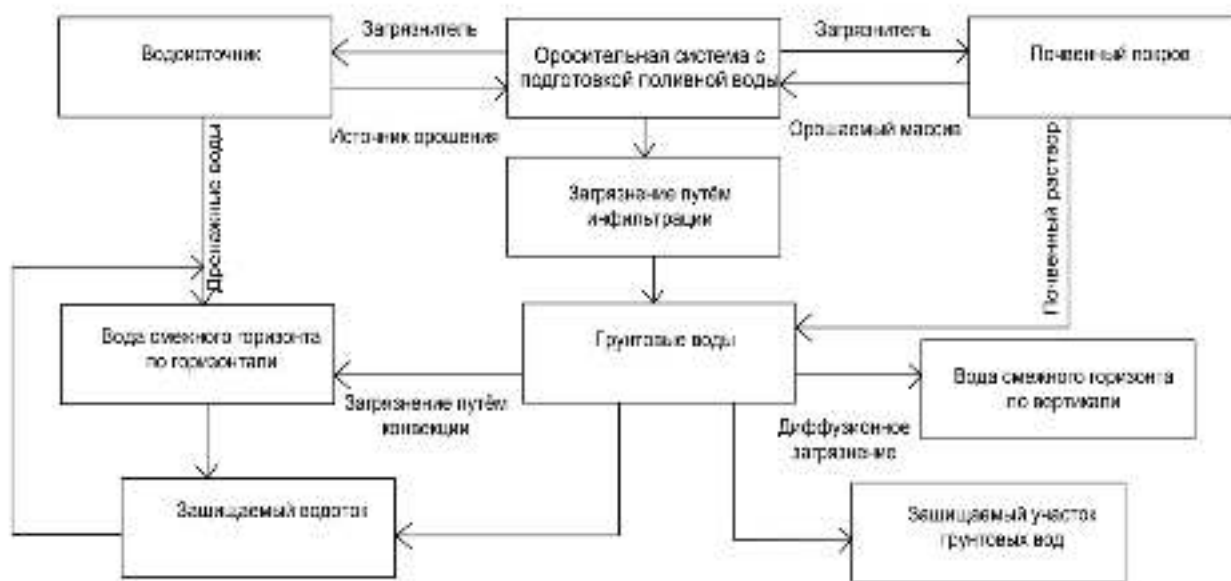 Загрязнитель
Загрязнитель
Водоисточник
Оросительная система с
подготовкой поливной воды
Почвенный покров
Источник орошения
Орошаемый массив
Дренажные воды
Почвенный раствор
Загрязнение путём
инфильтрации
Вода смежного горизонта
по горизонтали
Грунтовые воды
Вода смежного горизонта
по вертикали
Загрязнение путём
конвекции
Диффузионное
загрязнение
Защищаемый водоток
Защищаемый участок
грунтовых вод